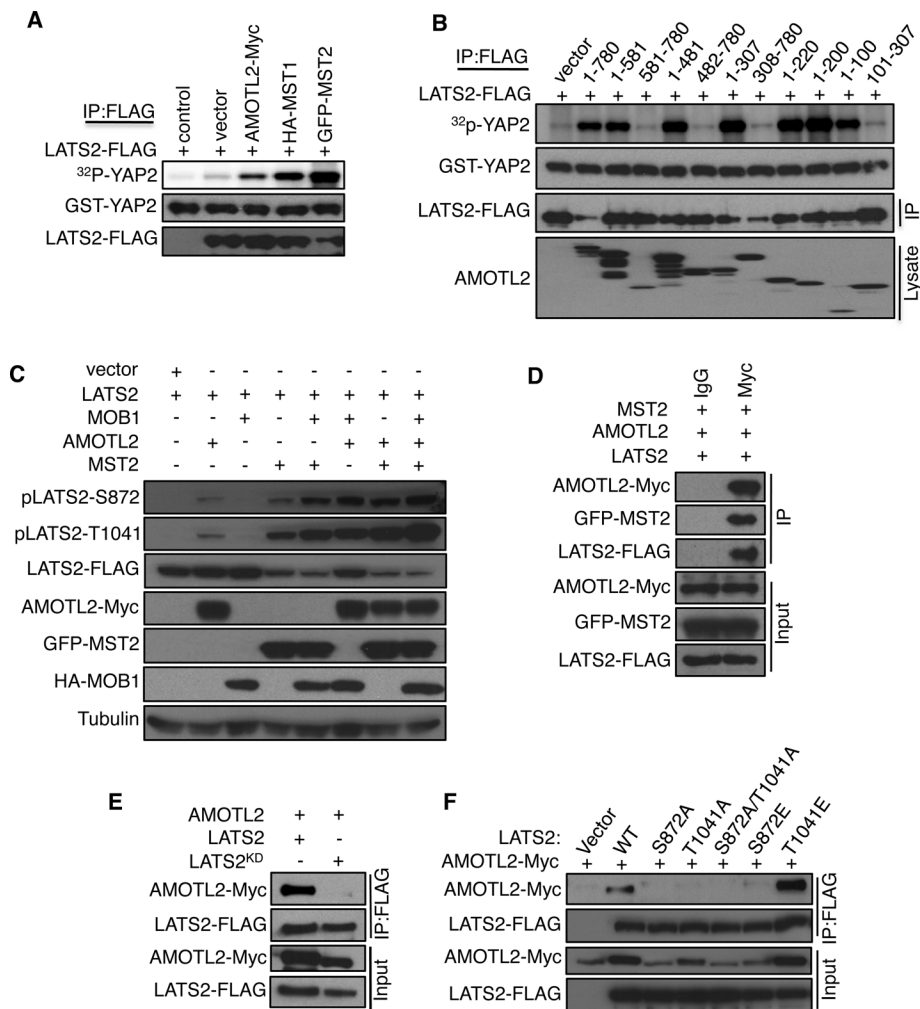 A
IP:FLAG
control
vector
AMOTL2-Myc
HA-MST1
GFP-MST2
LATS2-FLAG + + + + +
³²P-YAP2
GST-YAP2
LATS2-FLAG
B
IP:FLAG
vector
1-780
1-581
581-780
1-481
482-780
1-307
308-780
1-220
1-200
1-100
101-307
LATS2-FLAG + + + + + + + + + + + +
³²p-YAP2
GST-YAP2
LATS2-FLAG
IP
AMOTL2
Lysate
C
vector + - - - - - - -
LATS2 + + + + + + + +
MOB1 - - + - + + - +
AMOTL2 - + - - - + + +
MST2 - - - + + - + +
pLATS2-S872
pLATS2-T1041
LATS2-FLAG
AMOTL2-Myc
GFP-MST2
HA-MOB1
Tubulin
D
IgG
Myc
MST2 + +
AMOTL2 + +
LATS2 + +
AMOTL2-Myc
GFP-MST2
LATS2-FLAG
IP
AMOTL2-Myc
GFP-MST2
LATS2-FLAG
Input
E
AMOTL2 + +
LATS2 + -
LATS2ᴷᴰ - +
AMOTL2-Myc
LATS2-FLAG
IP:FLAG
AMOTL2-Myc
LATS2-FLAG
Input
F
LATS2:
Vector
WT
S872A
T1041A
S872A/T1041A
S872E
T1041E
AMOTL2-Myc + + + + + + +
AMOTL2-Myc
LATS2-FLAG
IP:FLAG
AMOTL2-Myc
LATS2-FLAG
Input